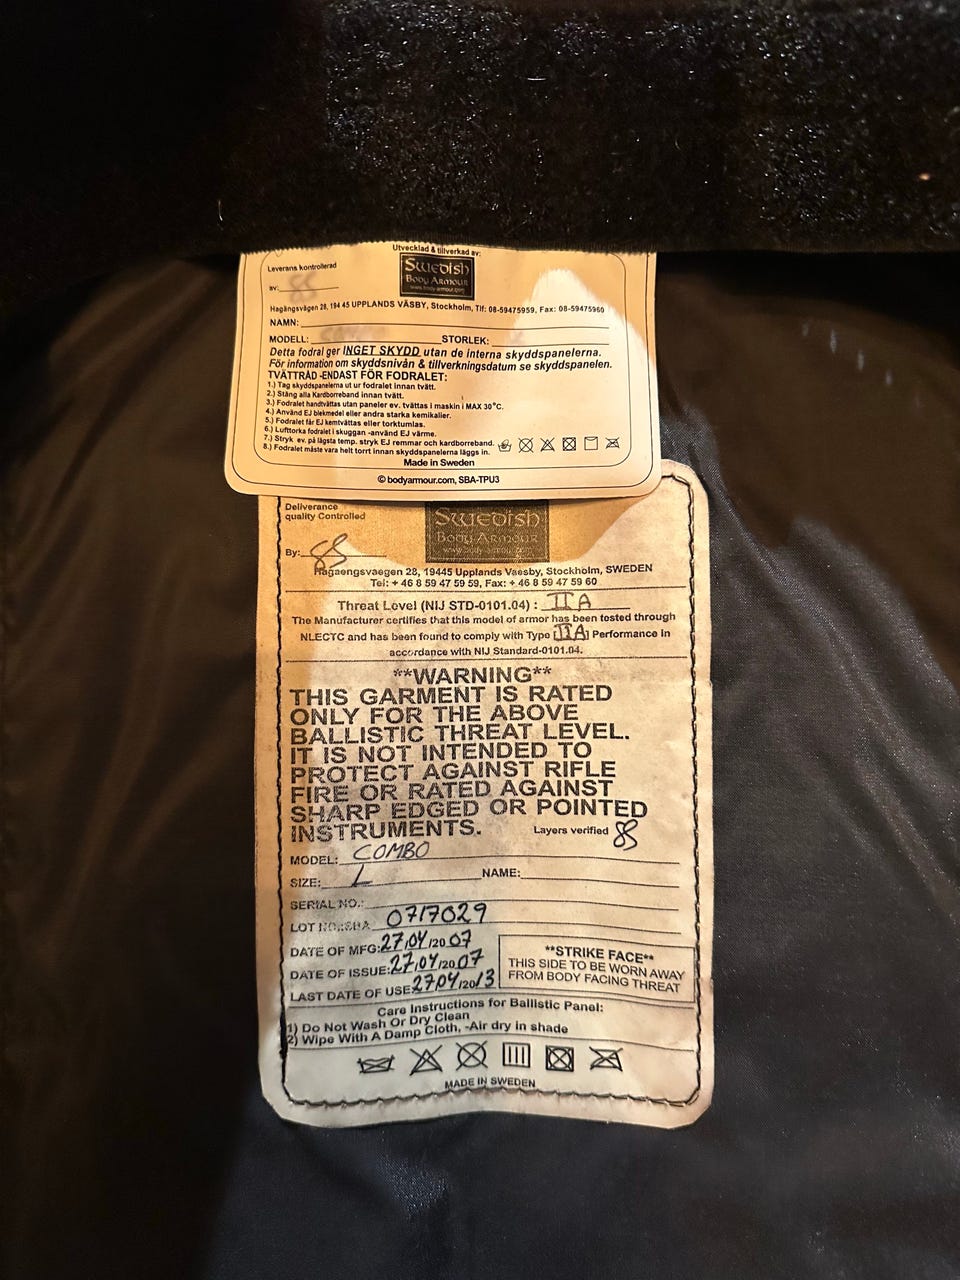 Utvecklad & tillverkad av:
Leverans kontrollerad
av:
Swedish
Body Armour
www.body-armour.com
Hagängsvägen 28, 194 45 UPPLANDS VÄSBY, Stockholm, Tlf: 08-59475959, Fax: 08-59475960
NAMN:
MODELL: STORLEK:
Detta fodral ger INGET SKYDD utan de interna skyddspanelerna.
För information om skyddsnivån & tillverkningsdatum se skyddspanelen.
TVÄTTRÅD -ENDAST FÖR FODRALET:
1.) Tag skyddspanelerna ut ur fodralet innan tvätt.
2.) Stäng alla Kardborreband innan tvätt.
3.) Fodralet handtvättas utan paneler ev. tvättas i maskin i MAX 30°C.
4.) Använd EJ blekmedel eller andra starka kemikalier.
5.) Fodralet får EJ kemtvättas eller torktumlas.
6.) Lufttorka fodralet i skuggan -använd EJ värme.
7.) Stryk ev. på lägsta temp. stryk EJ remmar och kardborreband.
8.) Fodralet måste vara helt torrt innan skyddspanelerna läggs in.
Made in Sweden
© bodyarmour.com, SBA-TPU3
Deliverance
quality Controlled
By:
Swedish
Body Armour
www.body-armour.com
Hagaengsvaegen 28, 19445 Upplands Vaesby, Stockholm, SWEDEN
Tel: + 46 8 59 47 59 59, Fax: + 46 8 59 47 59 60
Threat Level (NIJ STD-0101.04) : IIA
The Manufacturer certifies that this model of armor has been tested through
NLECTC and has been found to comply with Type [IIA] Performance in
accordance with NIJ Standard-0101.04.
**WARNING**
THIS GARMENT IS RATED
ONLY FOR THE ABOVE
BALLISTIC THREAT LEVEL.
IT IS NOT INTENDED TO
PROTECT AGAINST RIFLE
FIRE OR RATED AGAINST
SHARP EDGED OR POINTED
INSTRUMENTS. Layers verified
MODEL: COMBO
SIZE: L NAME:
SERIAL NO.:
LOT NO.:SBA 0717029
DATE OF MFG:27,04/2007
DATE OF ISSUE:27,04/2007
LAST DATE OF USE:27,04/2013
**STRIKE FACE**
THIS SIDE TO BE WORN AWAY
FROM BODY FACING THREAT
Care Instructions for Ballistic Panel:
1) Do Not Wash Or Dry Clean
2) Wipe With A Damp Cloth, -Air dry in shade
MADE IN SWEDEN